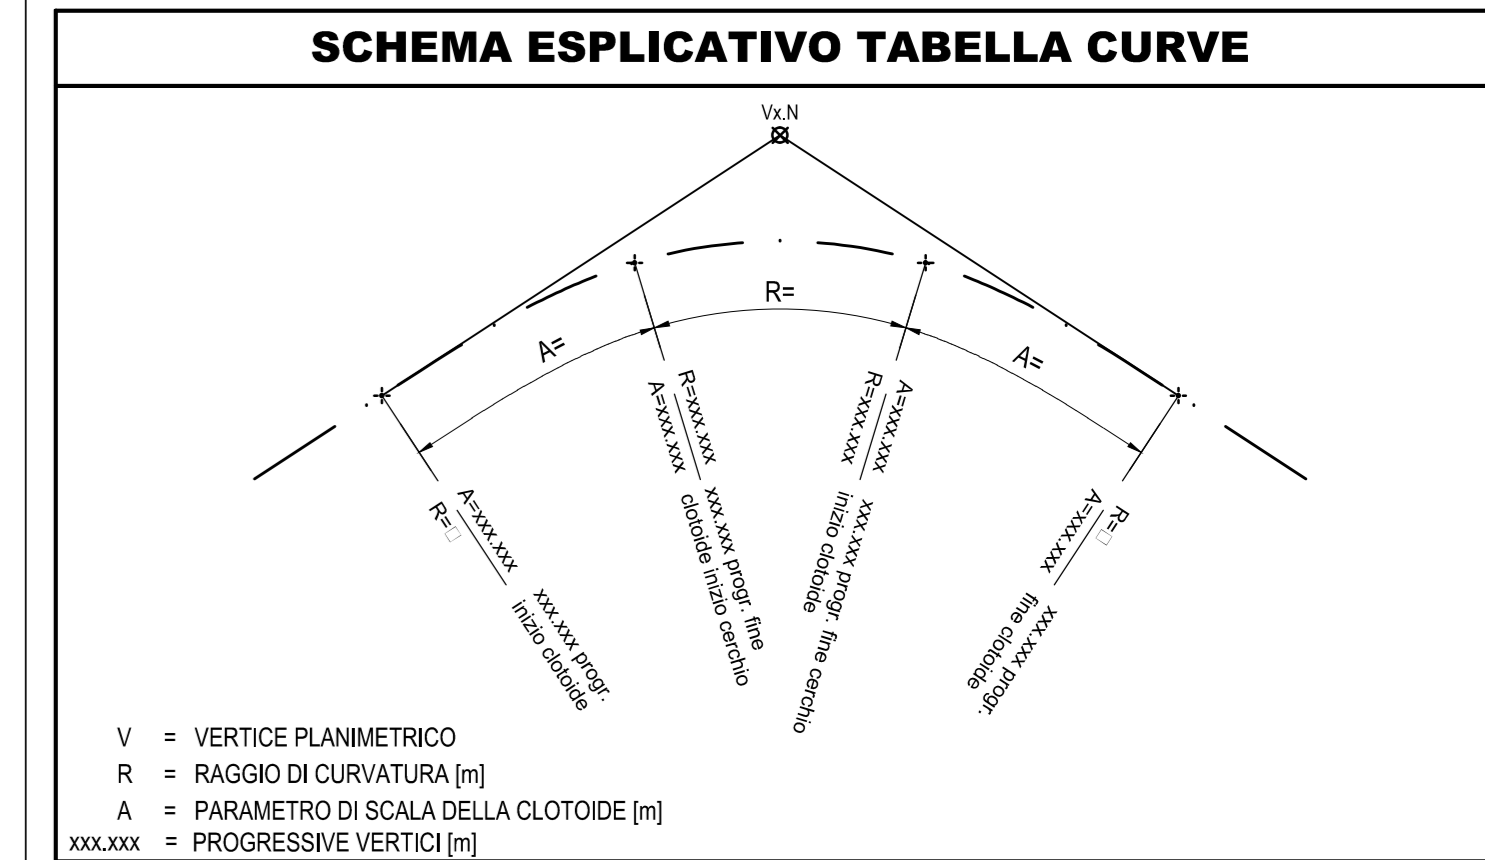 SCHEMA ESPLICATIVO TABELLA CURVE
Vx.N
R=
A=
A=
A=xxx.xxx
R=□
xxx.xxx progr.
inizio clotoide
R=xxx.xxx
A=xxx.xxx
xxx.xxx progr. fine
clotoide inizio cerchio
A=xxx.xxx
R=xxx.xxx
xxx.xxx progr. fine cerchio
inizio clotoide
R=□
A=xxx.xxx
xxx.xxx progr.
fine clotoide
V = VERTICE PLANIMETRICO
R = RAGGIO DI CURVATURA [m]
A = PARAMETRO DI SCALA DELLA CLOTOIDE [m]
xxx.xxx = PROGRESSIVE VERTICI [m]